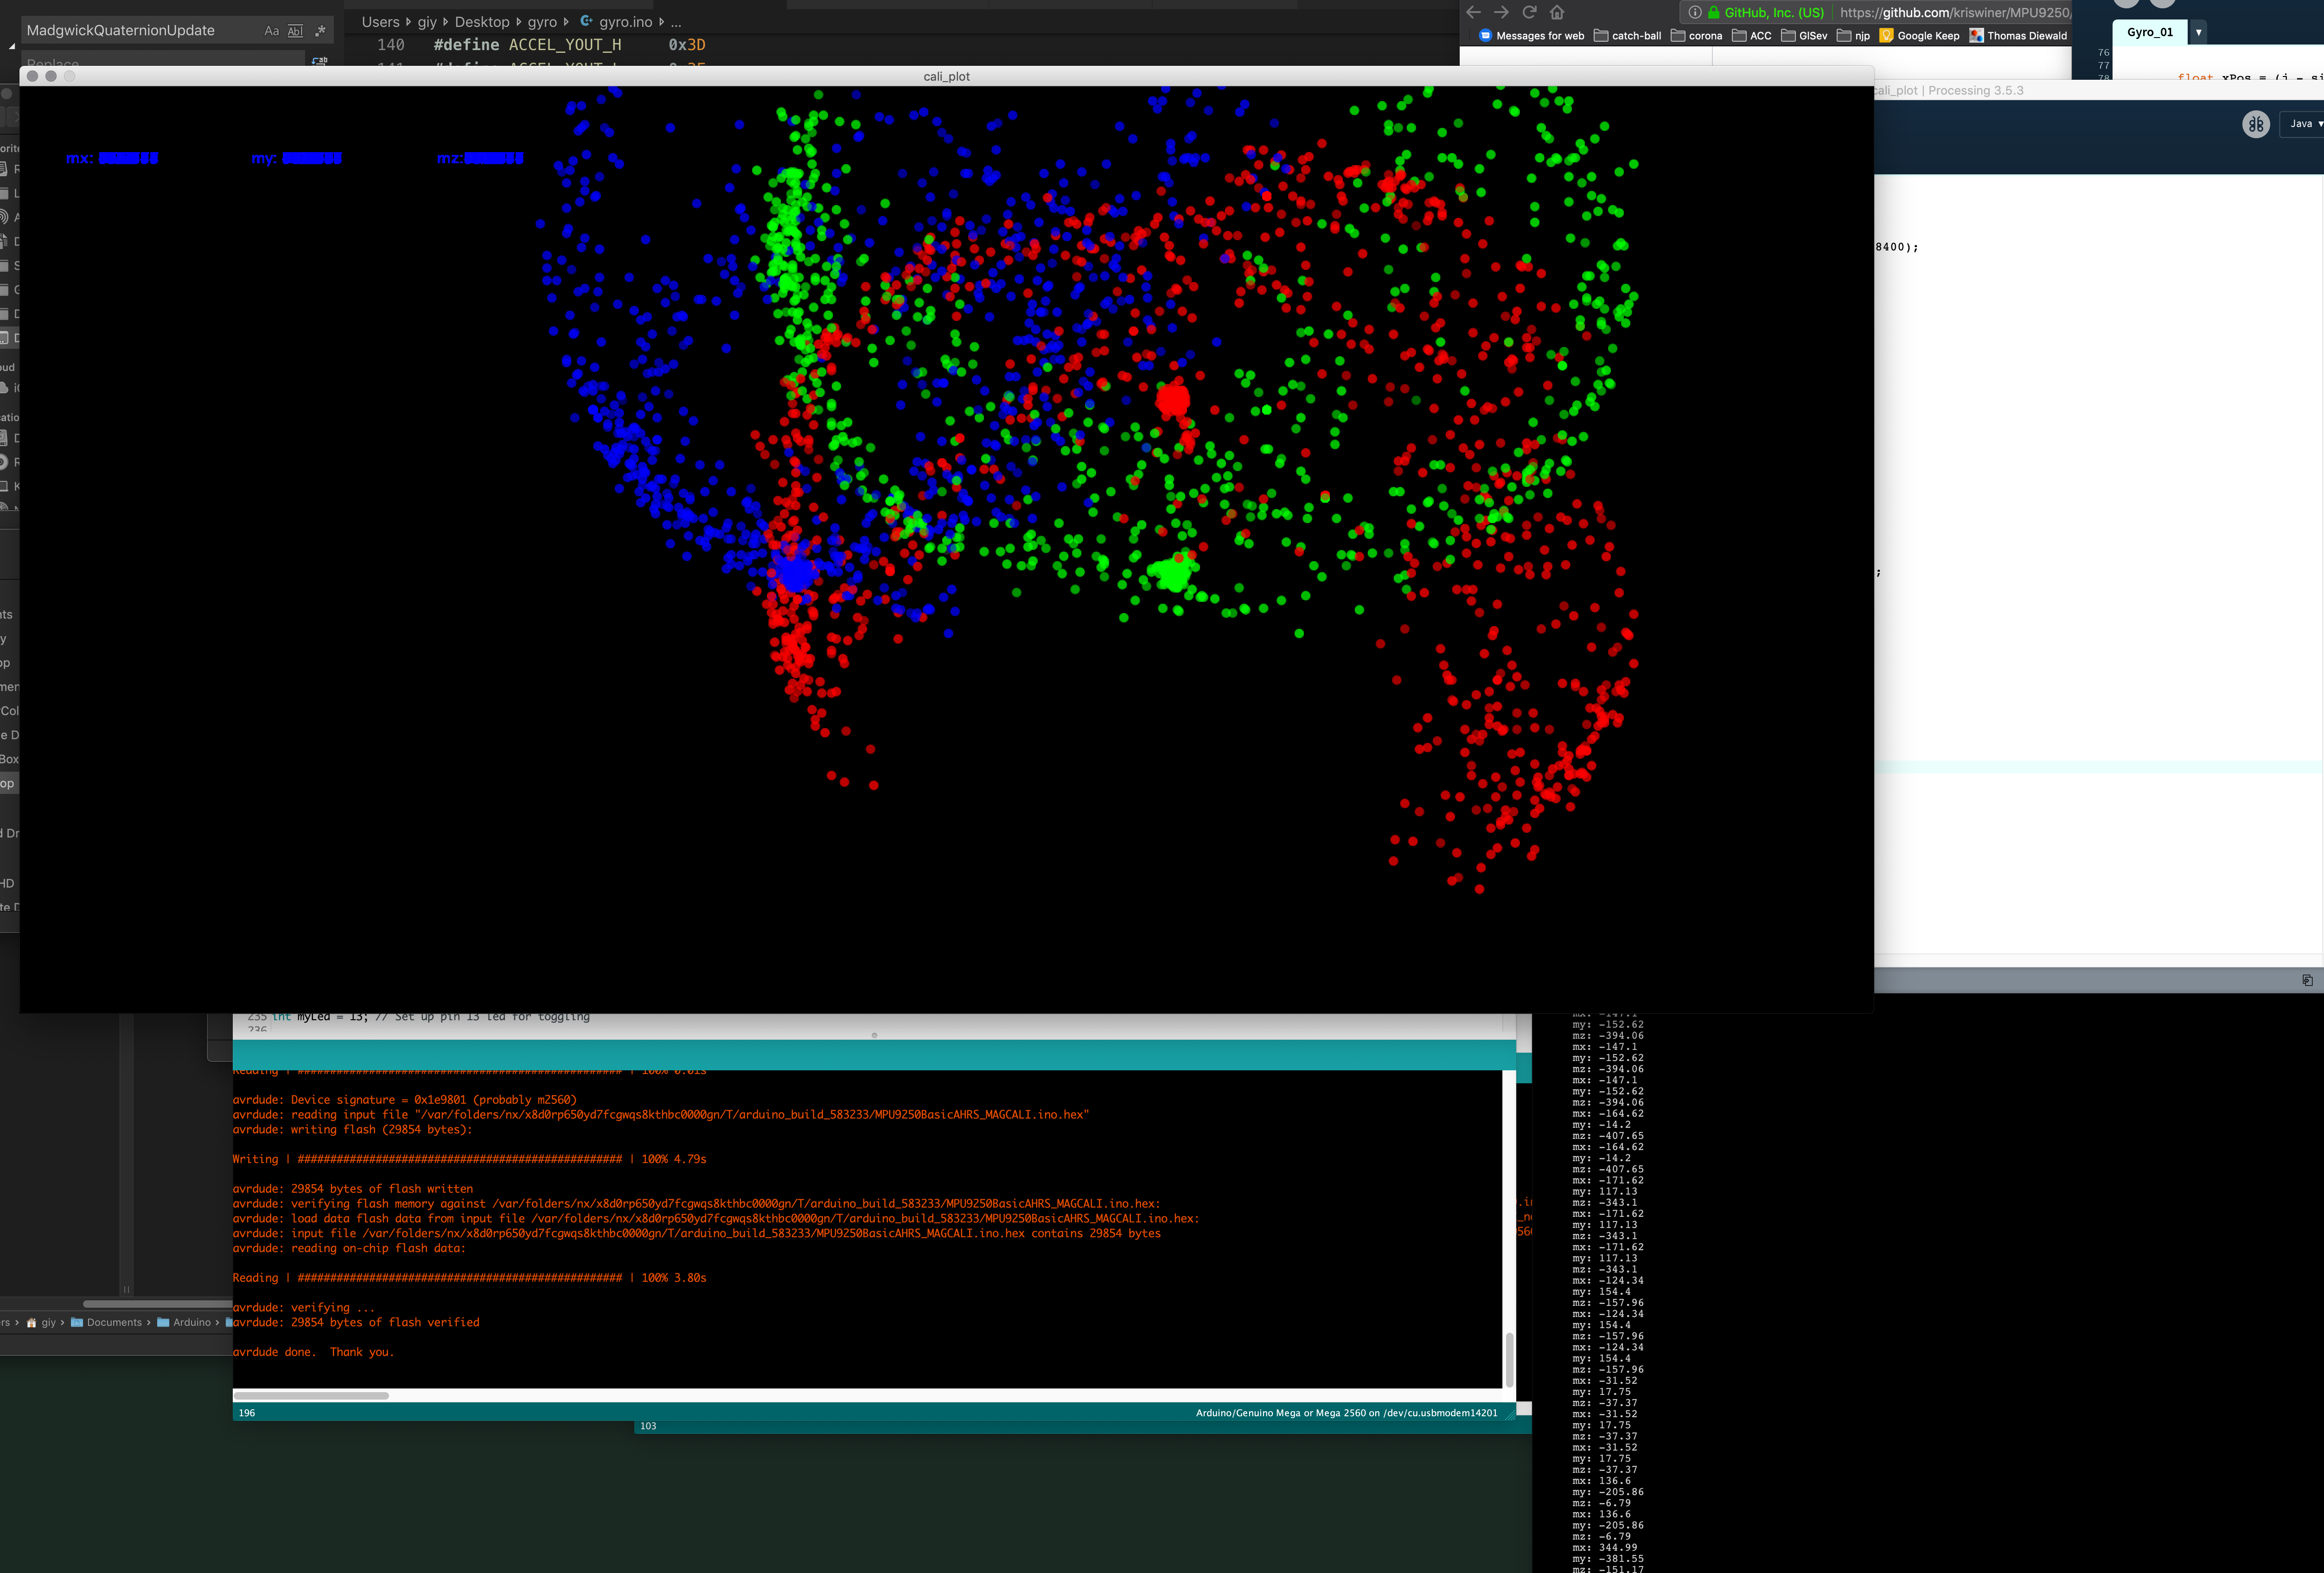 MadgwickQuaternionUpdate
Aa Abl .*
Users › giy › Desktop › gyro › gyro.ino › ...
140 #define ACCEL_YOUT_H 0x3D
GitHub, Inc. (US) https://github.com/kriswiner/MPU9250/
Messages for web catch-ball corona ACC GISev njp Google Keep Thomas Diewald
Gyro_01
76
77
78 float xPos = (i - si
cali_plot
cali_plot | Processing 3.5.3
Java
mx:
my:
mz:
8400);
;
235 int myLed = 13; // Set up pin 13 led for toggling
236
Reading | ################################################## | 100% 0.01s
avrdude: Device signature = 0x1e9801 (probably m2560)
avrdude: reading input file "/var/folders/nx/x8d0rp650yd7fcgwqs8kthbc0000gn/T/arduino_build_583233/MPU9250BasicAHRS_MAGCALI.ino.hex"
avrdude: writing flash (29854 bytes):
Writing | ################################################## | 100% 4.79s
avrdude: 29854 bytes of flash written
avrdude: verifying flash memory against /var/folders/nx/x8d0rp650yd7fcgwqs8kthbc0000gn/T/arduino_build_583233/MPU9250BasicAHRS_MAGCALI.ino.hex:
avrdude: load data flash data from input file /var/folders/nx/x8d0rp650yd7fcgwqs8kthbc0000gn/T/arduino_build_583233/MPU9250BasicAHRS_MAGCALI.ino.hex:
avrdude: input file /var/folders/nx/x8d0rp650yd7fcgwqs8kthbc0000gn/T/arduino_build_583233/MPU9250BasicAHRS_MAGCALI.ino.hex contains 29854 bytes
avrdude: reading on-chip flash data:
Reading | ################################################## | 100% 3.80s
avrdude: verifying ...
avrdude: 29854 bytes of flash verified
avrdude done.  Thank you.
196 Arduino/Genuino Mega or Mega 2560 on /dev/cu.usbmodem14201
103
giy › Documents › Arduino ›
mx: -147.1
my: -152.62
mz: -394.06
mx: -147.1
my: -152.62
mz: -394.06
mx: -147.1
my: -152.62
mz: -394.06
mx: -164.62
my: -14.2
mz: -407.65
mx: -164.62
my: -14.2
mz: -407.65
mx: -171.62
my: 117.13
mz: -343.1
mx: -171.62
my: 117.13
mz: -343.1
mx: -171.62
my: 117.13
mz: -343.1
mx: -124.34
my: 154.4
mz: -157.96
mx: -124.34
my: 154.4
mz: -157.96
mx: -124.34
my: 154.4
mz: -157.96
mx: -31.52
my: 17.75
mz: -37.37
mx: -31.52
my: 17.75
mz: -37.37
mx: -31.52
my: 17.75
mz: -37.37
mx: 136.6
my: -205.86
mz: -6.79
mx: 136.6
my: -205.86
mz: -6.79
mx: 344.99
my: -381.55
mz: -151.17